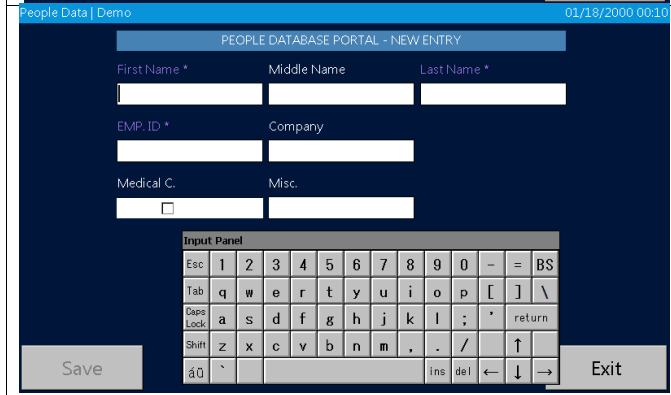 People Data | Demo 01/18/2000 00:10
PEOPLE DATABASE PORTAL - NEW ENTRY
First Name * Middle Name Last Name *
EMP. ID * Company
Medical C. Misc.
Input Panel
Esc 1 2 3 4 5 6 7 8 9 0 - = BS
Tab q w e r t y u i o p [ ] \
Caps Lock a s d f g h j k l ; ' return
Shift z x c v b n m , . / ↑
áü ` ins del ← ↓ →
Save Exit